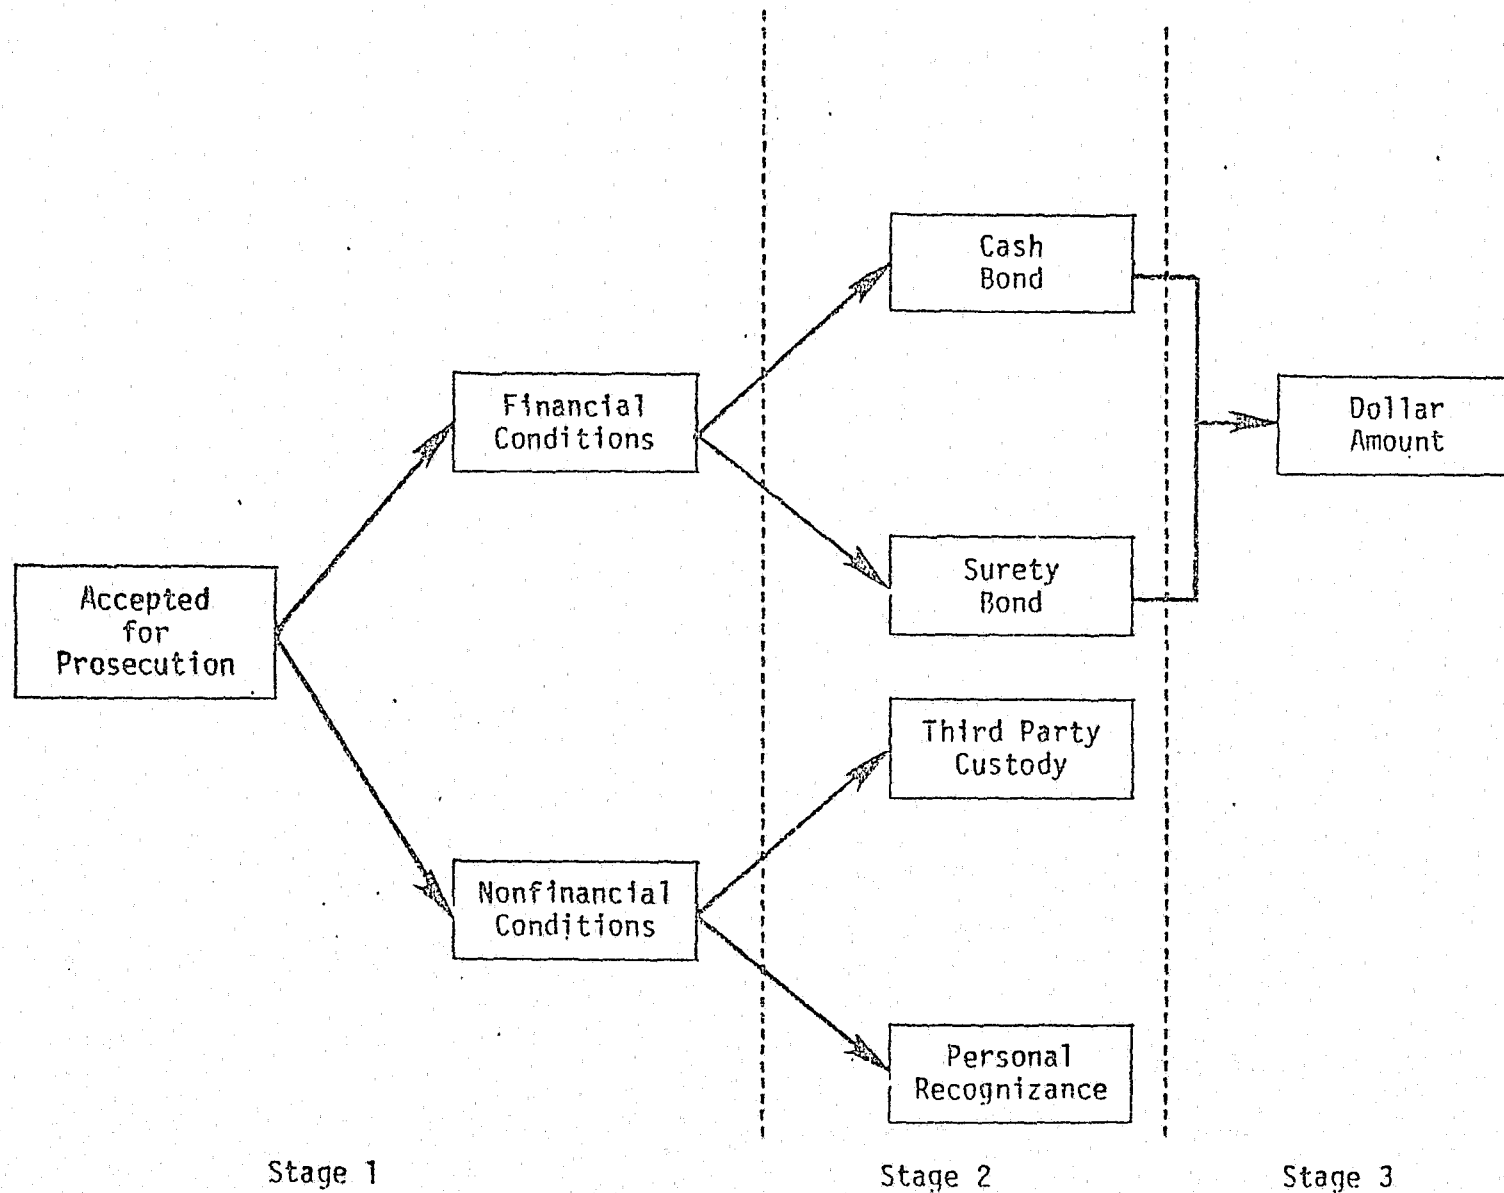 Cash
Bond
Financial
Conditions
Dollar
Amount
Accepted
for
Prosecution
Surety
Bond
Third Party
Custody
Nonfinancial
Conditions
Personal
Recognizance
Stage 1
Stage 2
Stage 3